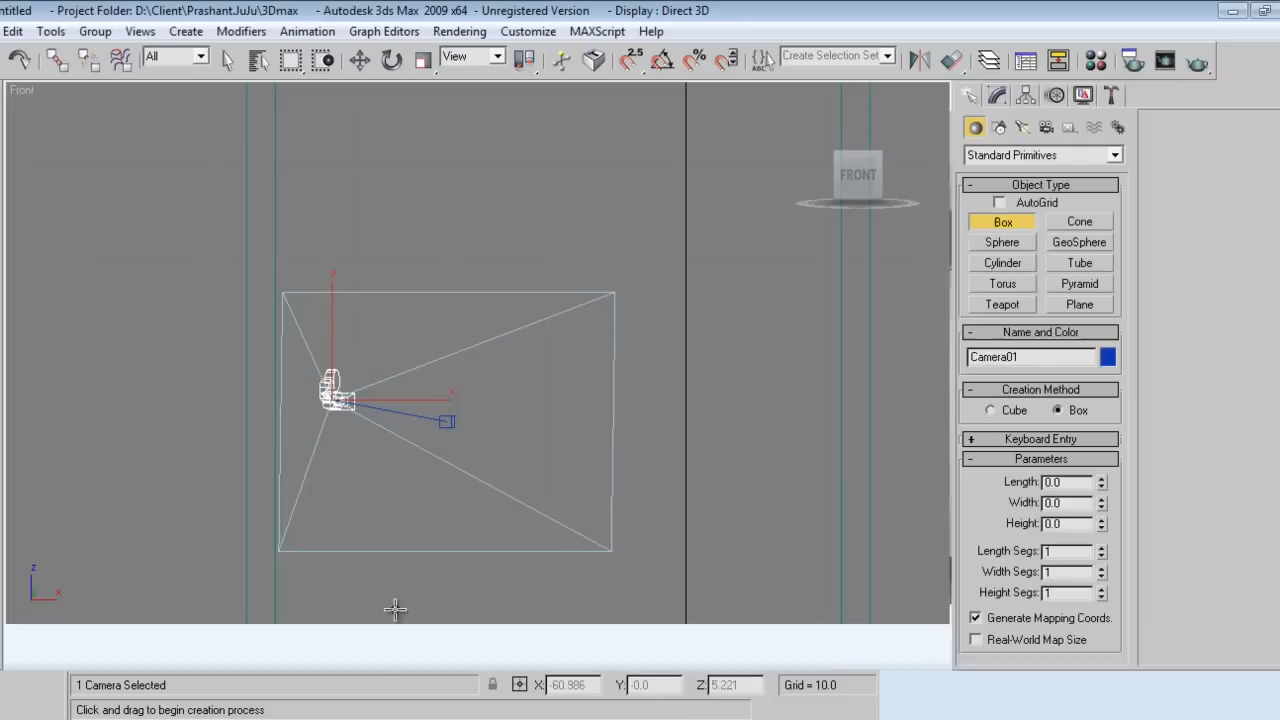 ntitled - Project Folder: D:\Client\Prashant.JuJu\3Dmax - Autodesk 3ds Max 2009 x64 - Unregistered Version - Display : Direct 3D
Edit Tools Group Views Create Modifiers Animation Graph Editors Rendering Customize MAXScript Help
All View 2.5 ABC Create Selection Set
Front
FRONT
Standard Primitives
- Object Type
AutoGrid
Box Cone
Sphere GeoSphere
Cylinder Tube
Torus Pyramid
Teapot Plane
- Name and Color
Camera01
- Creation Method
Cube Box
+ Keyboard Entry
- Parameters
Length: 0.0
Width: 0.0
Height: 0.0
Length Segs: 1
Width Segs: 1
Height Segs: 1
Generate Mapping Coords.
Real-World Map Size
y
x
z
x
1 Camera Selected X: -60.986 Y: -0.0 Z: 5.221 Grid = 10.0
Click and drag to begin creation process